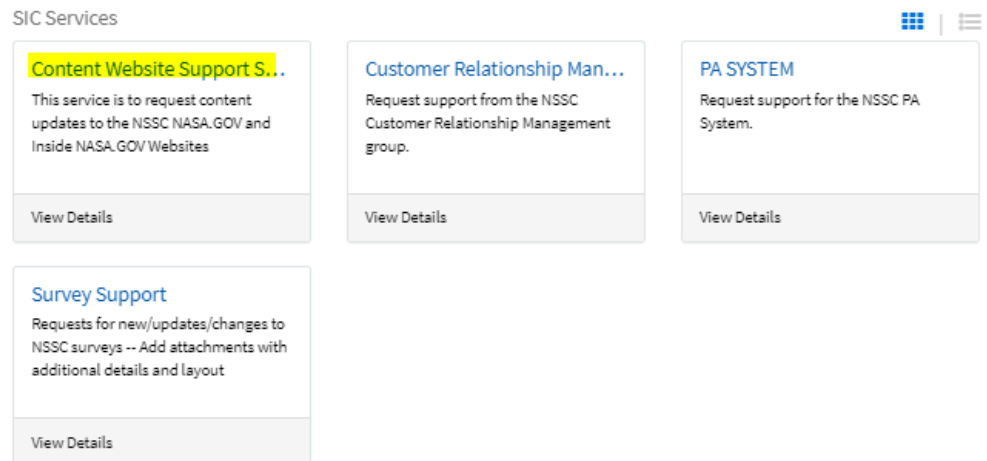 SIC Services
Content Website Support S...
This service is to request content
updates to the NSSC NASA.GOV and
Inside NASA.GOV Websites
View Details
Customer Relationship Man...
Request support from the NSSC
Customer Relationship Management
group.
View Details
PA SYSTEM
Request support for the NSSC PA
System.
View Details
Survey Support
Requests for new/updates/changes to
NSSC surveys -- Add attachments with
additional details and layout
View Details